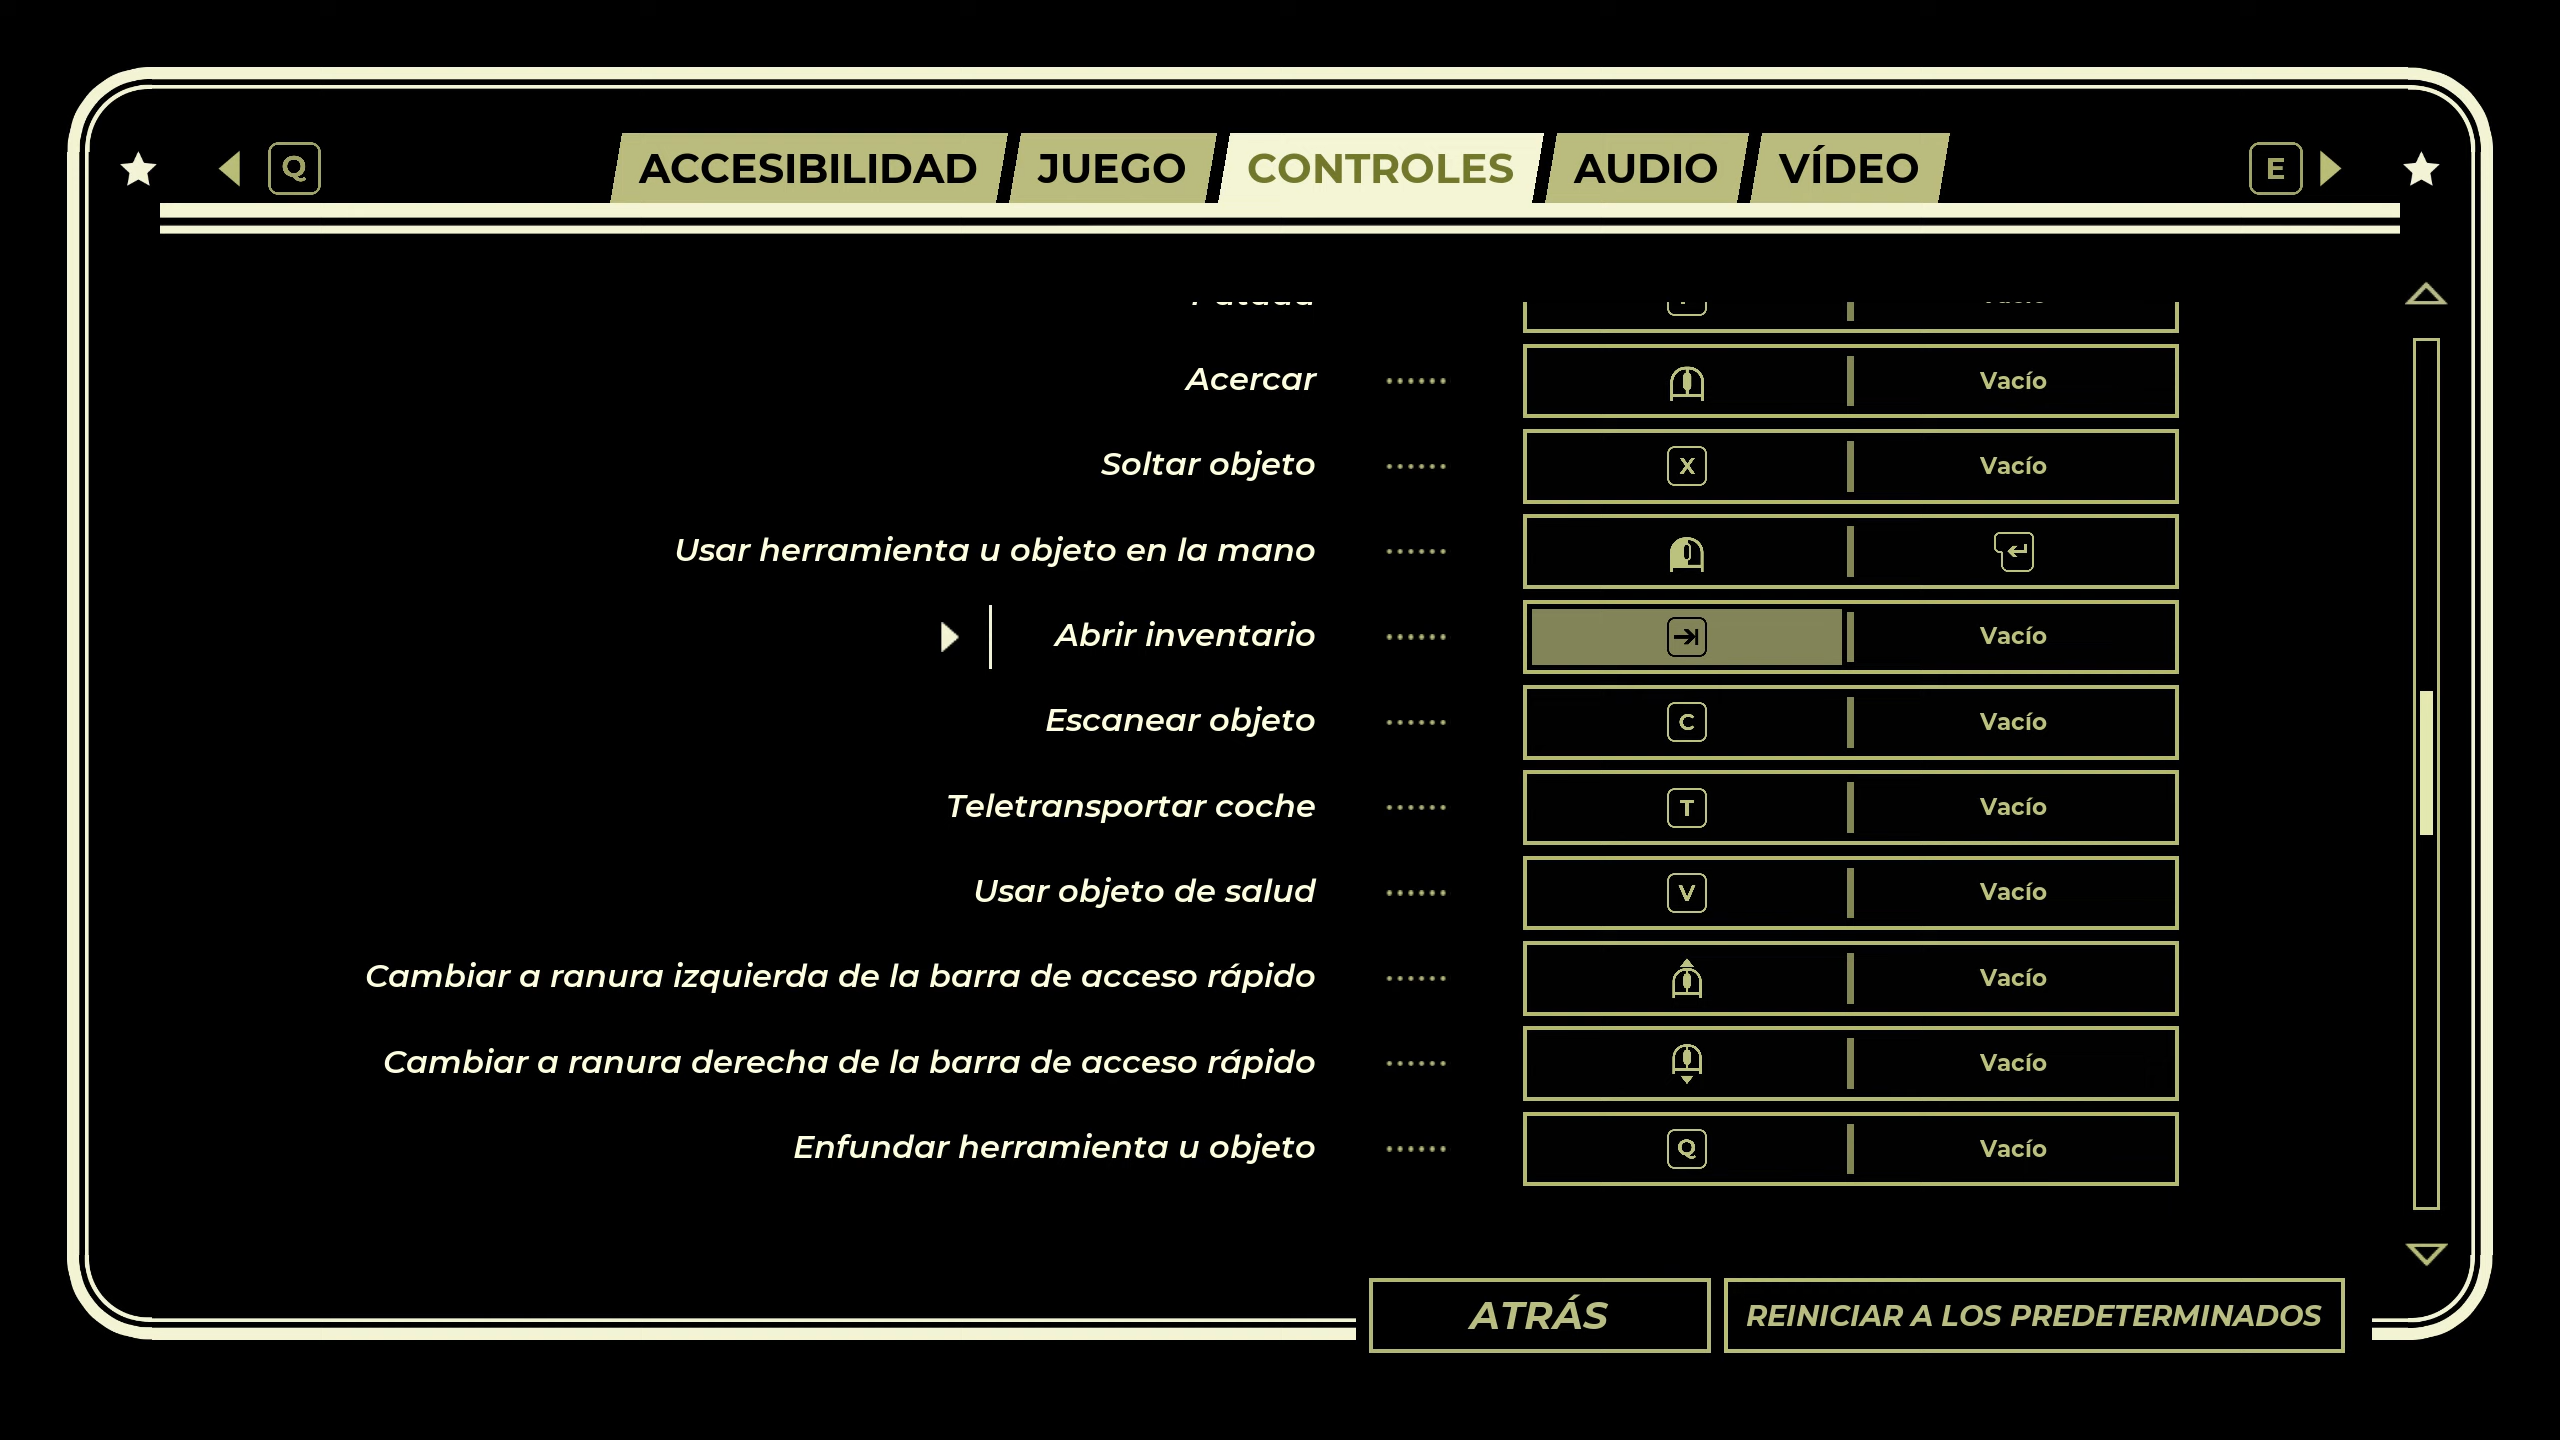 Q ACCESIBILIDAD JUEGO CONTROLES AUDIO VÍDEO E
Acercar ...... Vacío
Soltar objeto ...... X Vacío
Usar herramienta u objeto en la mano ......
Abrir inventario ...... Vacío
Escanear objeto ...... C Vacío
Teletransportar coche ...... T Vacío
Usar objeto de salud ...... V Vacío
Cambiar a ranura izquierda de la barra de acceso rápido ...... Vacío
Cambiar a ranura derecha de la barra de acceso rápido ...... Vacío
Enfundar herramienta u objeto ...... Q Vacío
ATRÁS REINICIAR A LOS PREDETERMINADOS